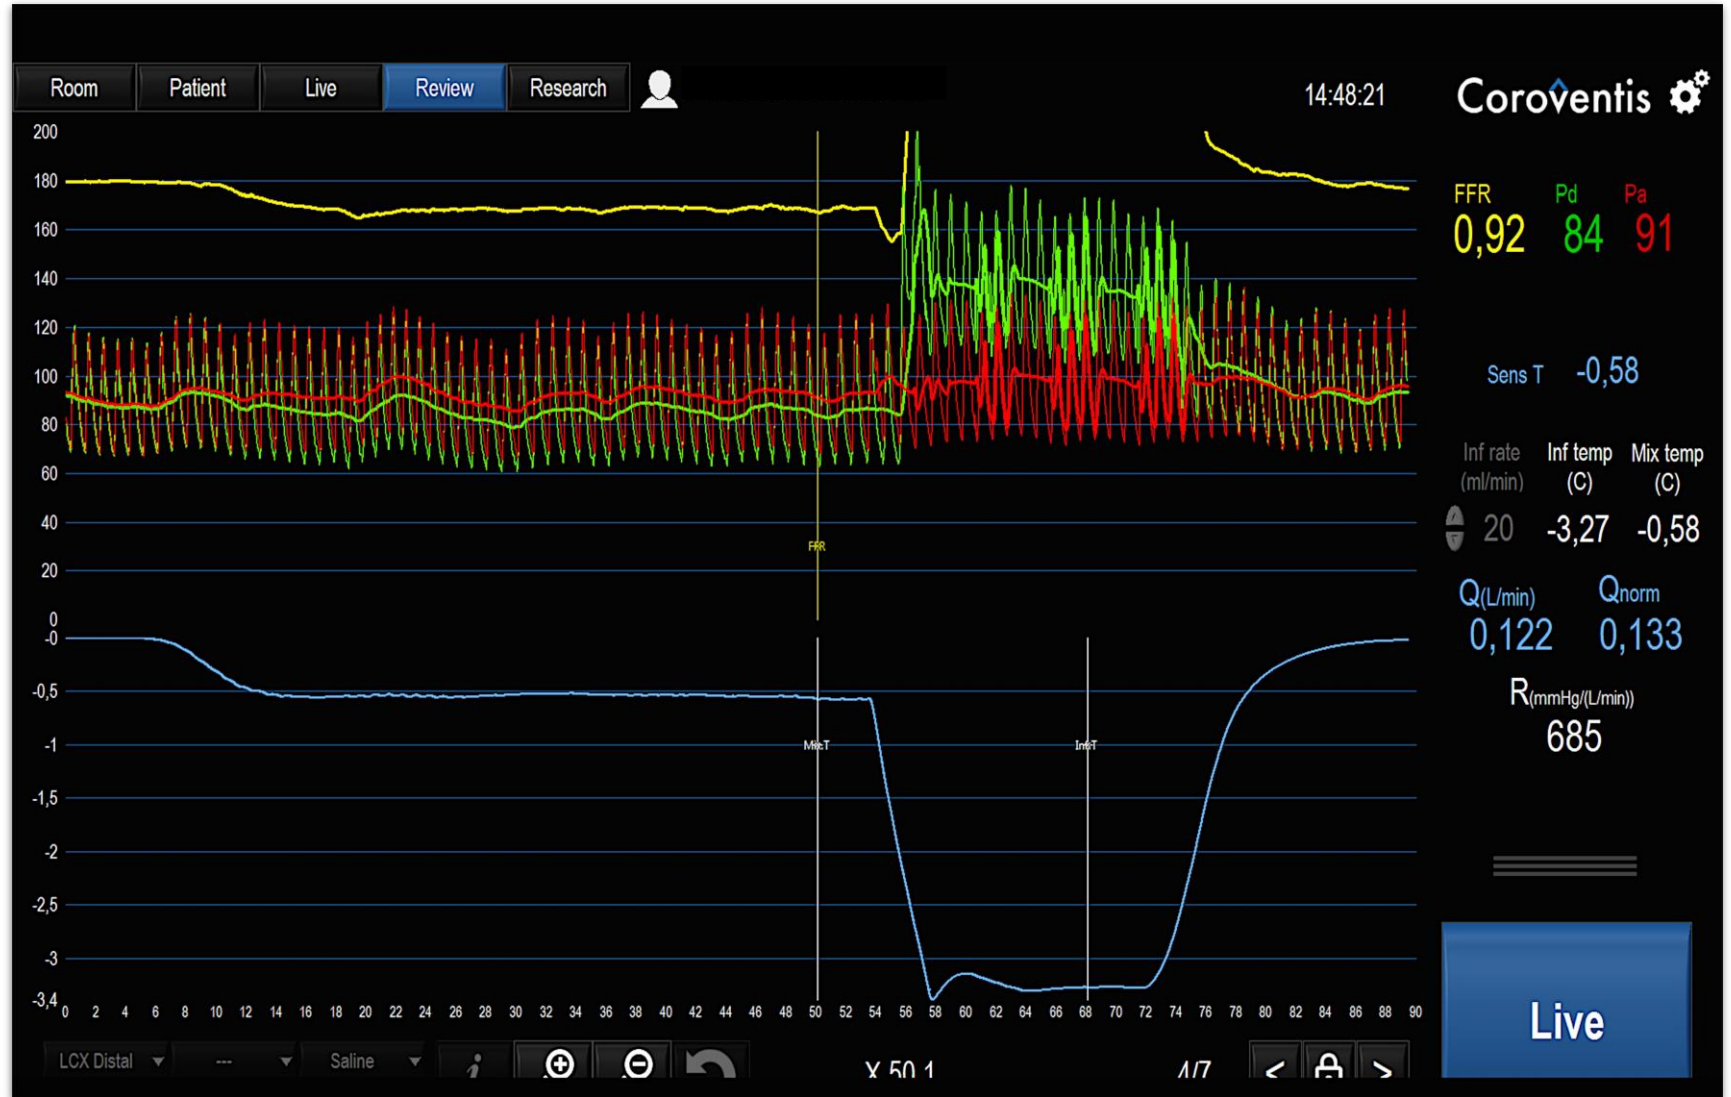 Room Patient Live Review Research 14:48:21 Coroventis
200
180
160
140
120
100
80
60
40
20
0
FFR
FFR Pd Pa
0,92 84 91
Sens T -0,58
Inf rate (ml/min) Inf temp (C) Mix temp (C)
20 -3,27 -0,58
Q(L/min) Qnorm
0,122 0,133
R(mmHg/(L/min))
685
-0
-0,5
-1
-1,5
-2
-2,5
-3
-3,4
0 2 4 6 8 10 12 14 16 18 20 22 24 26 28 30 32 34 36 38 40 42 44 46 48 50 52 54 56 58 60 62 64 66 68 70 72 74 76 78 80 82 84 86 88 90
LCX Distal --- Saline i X 50.1 4/7 < >
Live